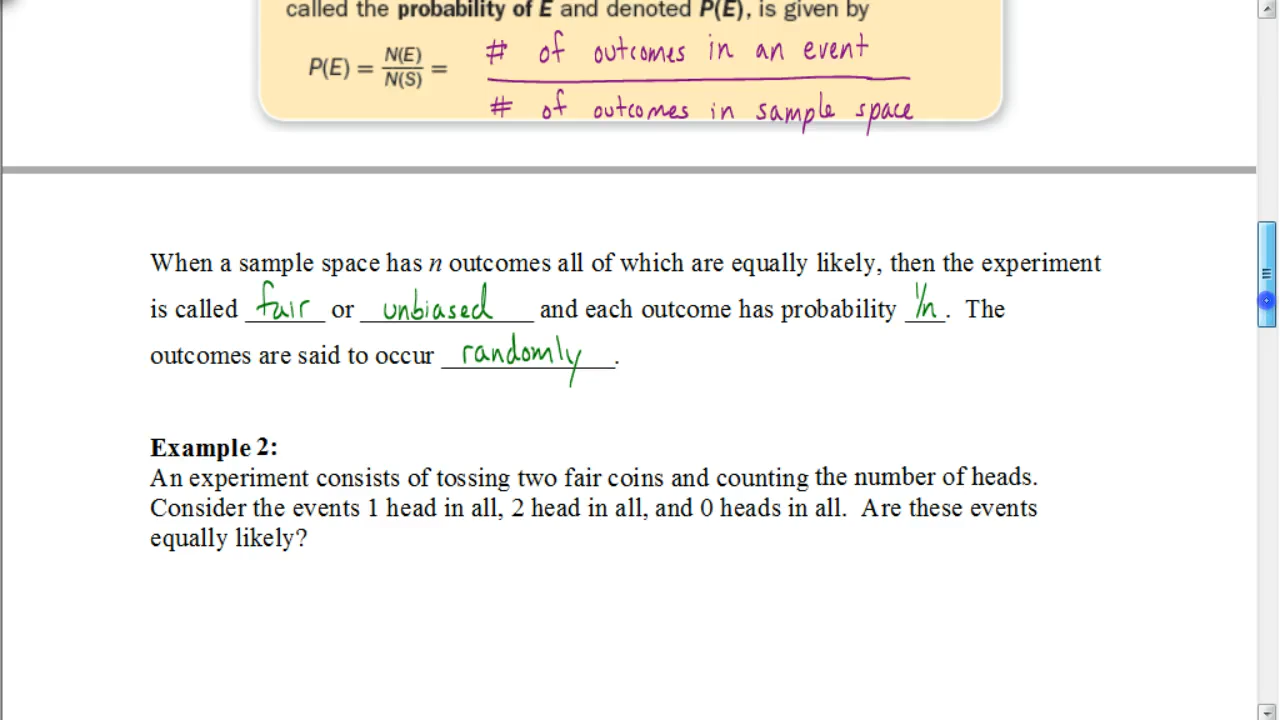 called the probability of E and denoted P(E), is given by
P(E) = N(E)/N(S) = # of outcomes in an event
# of outcomes in sample space
When a sample space has n outcomes all of which are equally likely, then the experiment
is called fair or unbiased and each outcome has probability 1/n. The
outcomes are said to occur randomly.
Example 2:
An experiment consists of tossing two fair coins and counting the number of heads.
Consider the events 1 head in all, 2 head in all, and 0 heads in all. Are these events
equally likely?